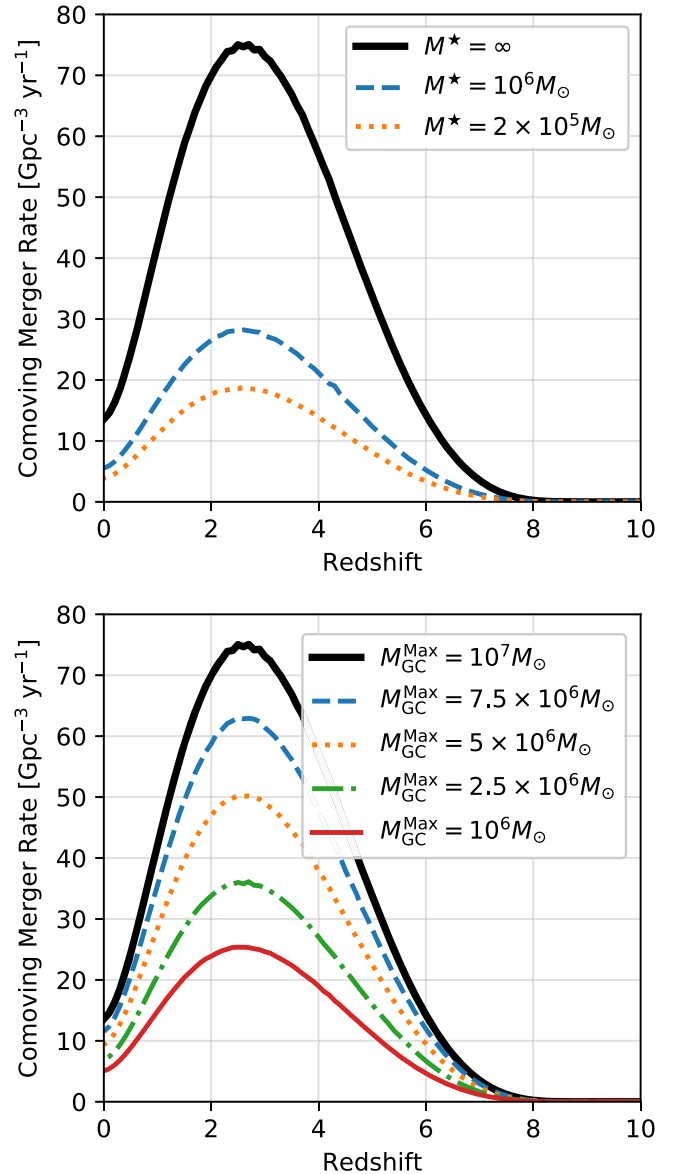 80
70
60
50
40
30
20
10
0
Comoving Merger Rate [Gpc⁻³ yr⁻¹]
M★ = ∞
M★ = 10⁶M⊙
M★ = 2 × 10⁵M⊙
0 2 4 6 8 10
Redshift
80
70
60
50
40
30
20
10
0
Comoving Merger Rate [Gpc⁻³ yr⁻¹]
M_GC^Max = 10⁷M⊙
M_GC^Max = 7.5 × 10⁶M⊙
M_GC^Max = 5 × 10⁶M⊙
M_GC^Max = 2.5 × 10⁶M⊙
M_GC^Max = 10⁶M⊙
0 2 4 6 8 10
Redshift